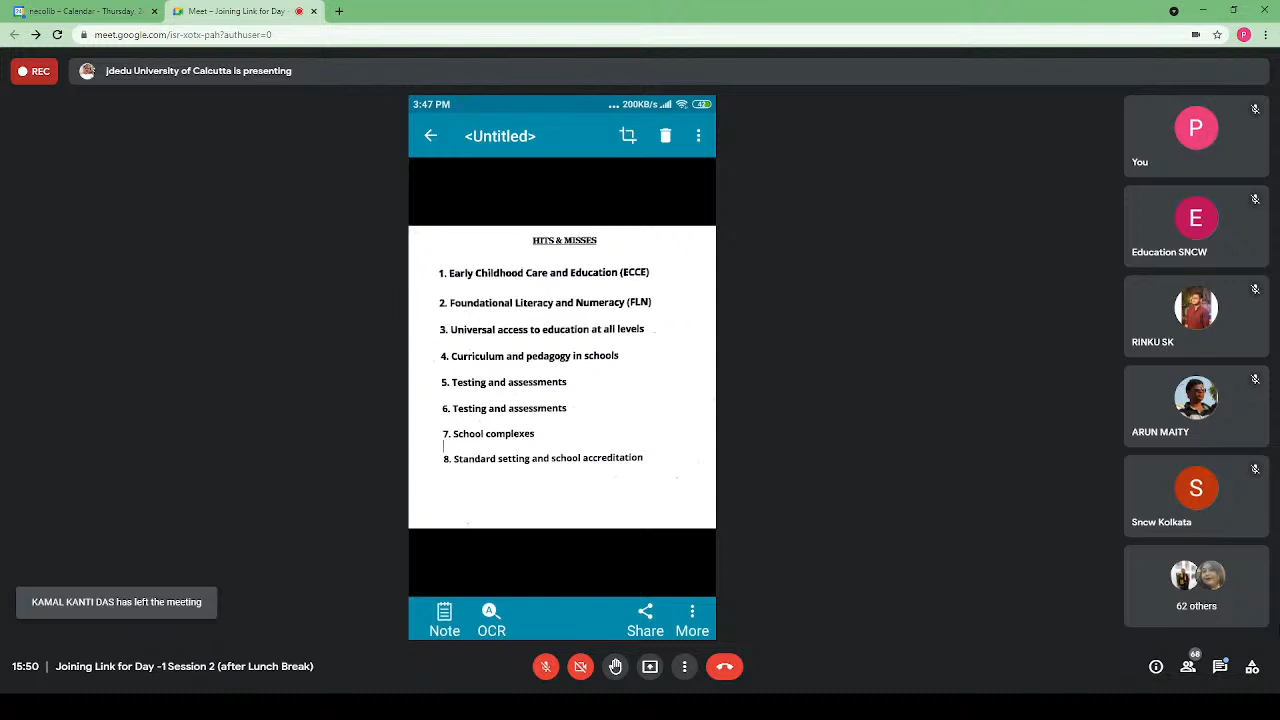 necolib – Calendar - Thursday, 2
Meet – Joining Link for Day -
meet.google.com/isr-xotx-pah?authuser=0
P
REC
jdedu University of Calcutta is presenting
3:47 PM
... 200KB/s
42
<Untitled>
HITS & MISSES
1. Early Childhood Care and Education (ECCE)
2. Foundational Literacy and Numeracy (FLN)
3. Universal access to education at all levels
4. Curriculum and pedagogy in schools
5. Testing and assessments
6. Testing and assessments
7. School complexes
8. Standard setting and school accreditation
Note
A
OCR
Share
More
P
You
E
Education SNCW
RINKU SK
ARUN MAITY
S
Sncw Kolkata
62 others
KAMAL KANTI DAS has left the meeting
15:50 | Joining Link for Day -1 Session 2 (after Lunch Break)
68